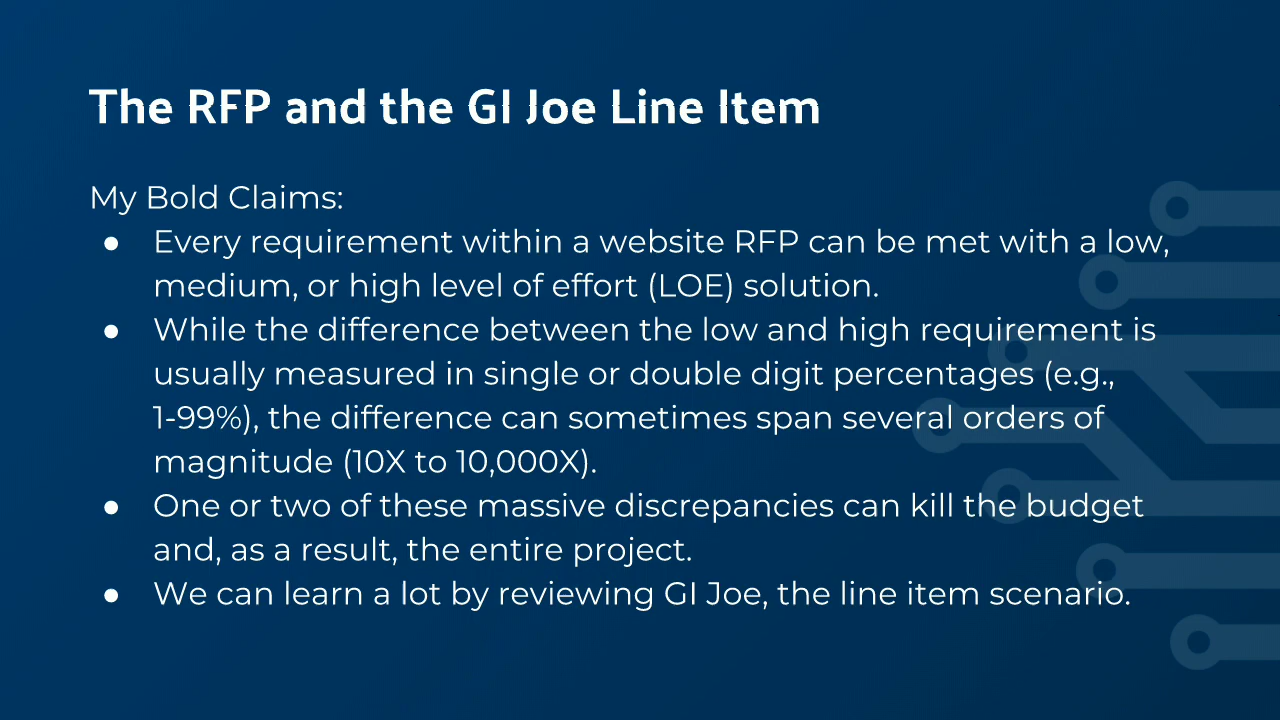 The RFP and the GI Joe Line Item
My Bold Claims:
● Every requirement within a website RFP can be met with a low,
medium, or high level of effort (LOE) solution.
● While the difference between the low and high requirement is
usually measured in single or double digit percentages (e.g.,
1-99%), the difference can sometimes span several orders of
magnitude (10X to 10,000X).
● One or two of these massive discrepancies can kill the budget
and, as a result, the entire project.
● We can learn a lot by reviewing GI Joe, the line item scenario.